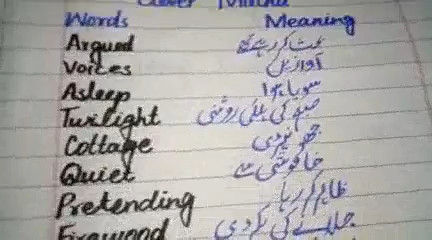 Words Meaning
Argued بحث کر رہے تھے
Voices آوازیں
Asleep سویا ہوا
Twilight صبح کی ہلکی روشنی
Cottage جھونپڑی
Quiet خاموشی سے
Pretending ظاہر کر رہا
Firewood جلانے کی لکڑی